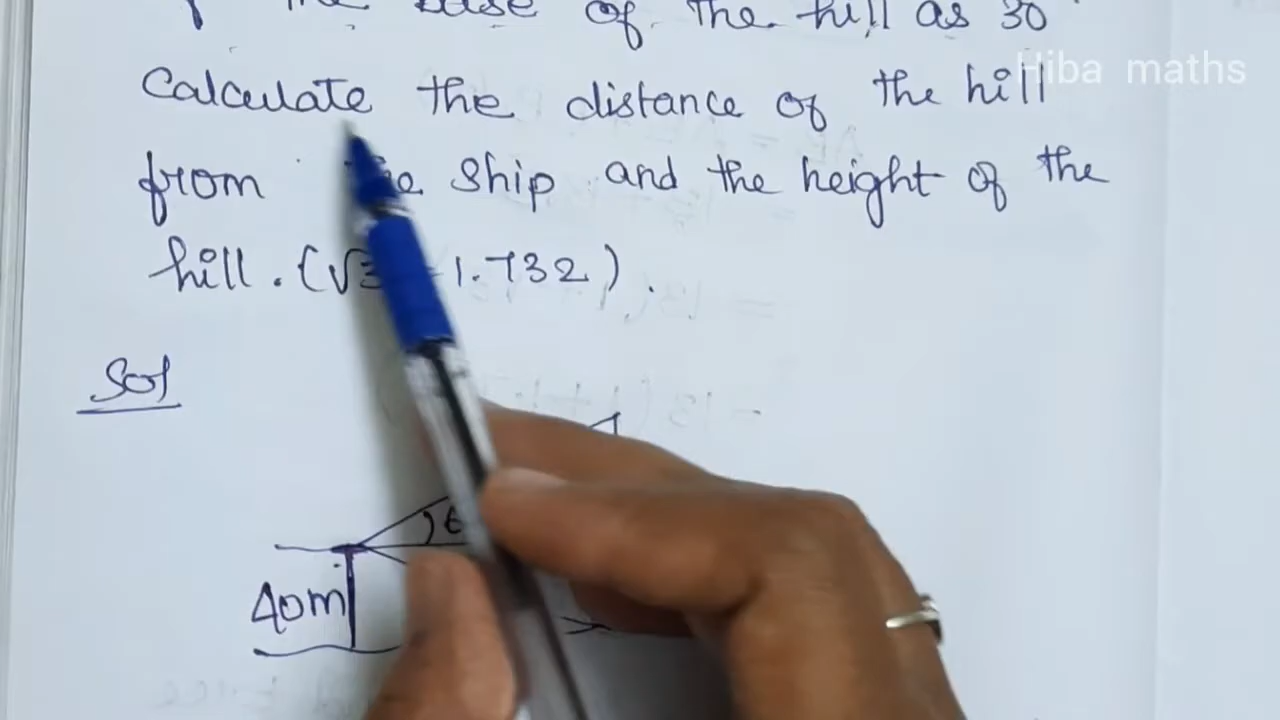 the base of the hill as 30°
Hiba maths
Calculate the distance of the hill
from the ship and the height of the
hill. (√3 1.732).
Sol
40m